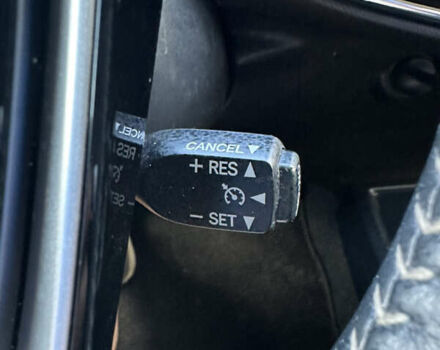 CANCEL ▼
+ RES ▲
◄
− SET ▼